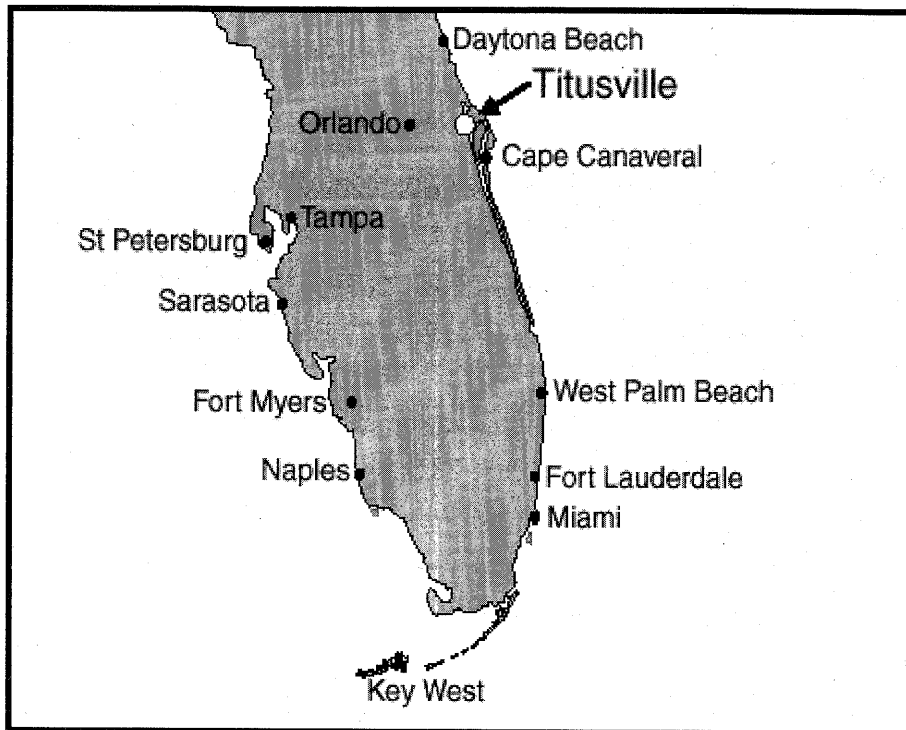 Daytona Beach
Titusville
Orlando
Cape Canaveral
Tampa
St Petersburg
Sarasota
West Palm Beach
Fort Myers
Naples
Fort Lauderdale
Miami
Key West